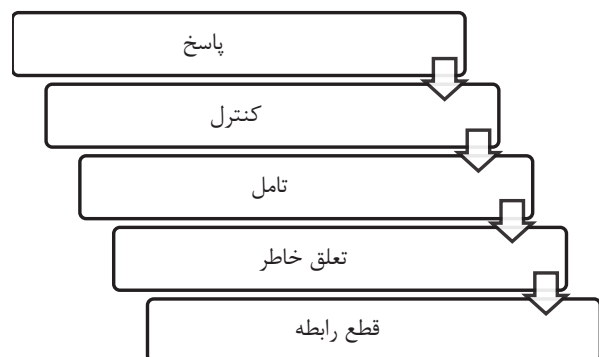 پاسخ
کنترل
تامل
تعلق خاطر
قطع رابطه